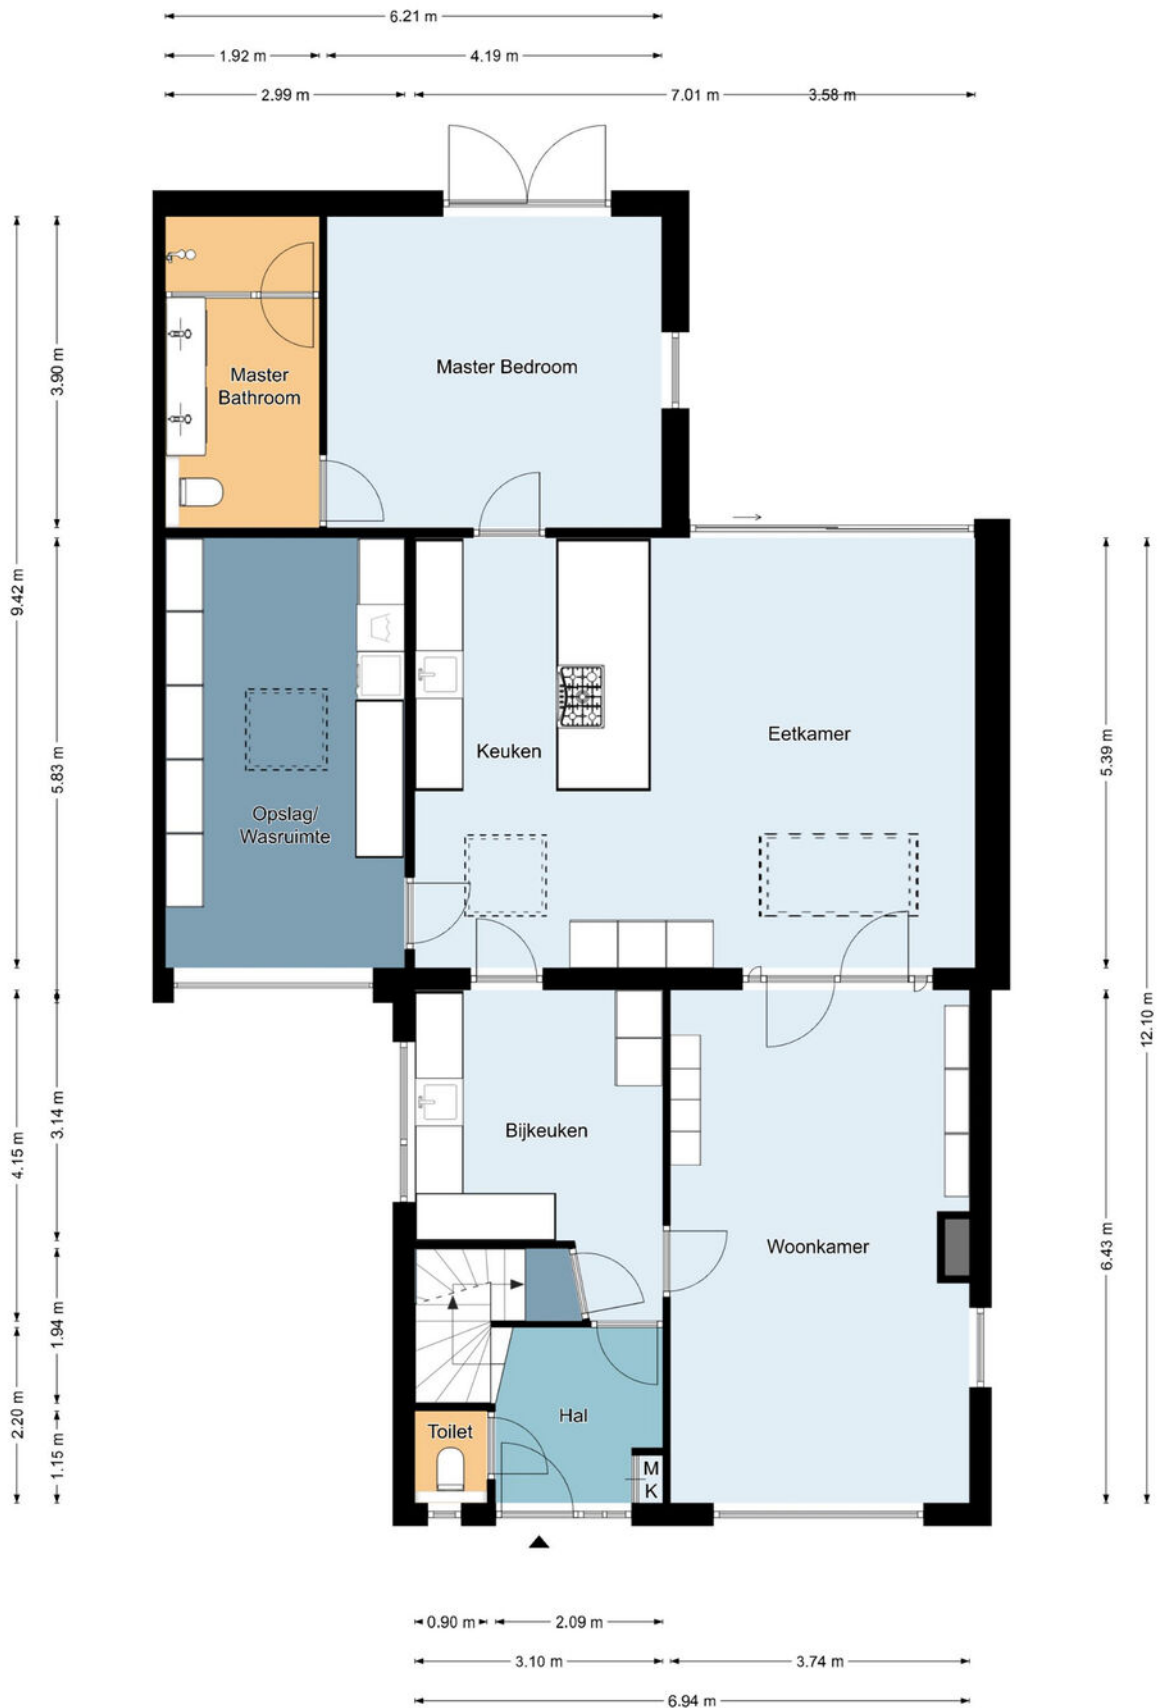 6.21 m
1.92 m
4.19 m
2.99 m
7.01 m
3.58 m
Master Bedroom
Master
Bathroom
3.90 m
9.42 m
5.83 m
5.39 m
12.10 m
Keuken
Eetkamer
Opslag/
Wasruimte
Bijkeuken
Woonkamer
3.14 m
4.15 m
1.94 m
2.20 m
1.15 m
6.43 m
Hal
Toilet
M
K
0.90 m
2.09 m
3.10 m
3.74 m
6.94 m